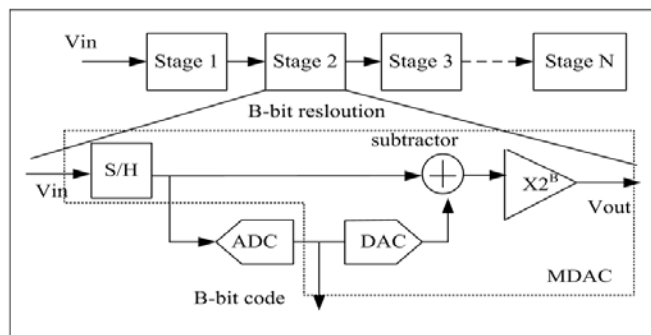 Vin
Stage 1
Stage 2
Stage 3
Stage N
B-bit resloution
subtractor
Vin
S/H
X2^B
Vout
ADC
DAC
MDAC
B-bit code